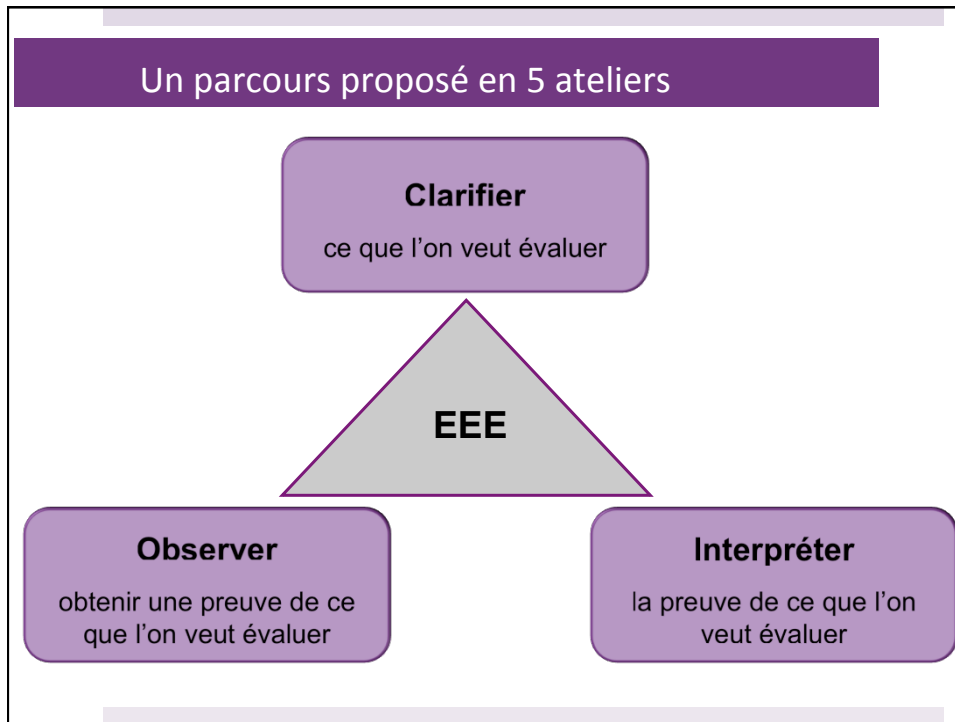 Un parcours proposé en 5 ateliers
Clarifier
ce que l’on veut évaluer
EEE
Observer
obtenir une preuve de ce
que l’on veut évaluer
Interpréter
la preuve de ce que l’on
veut évaluer